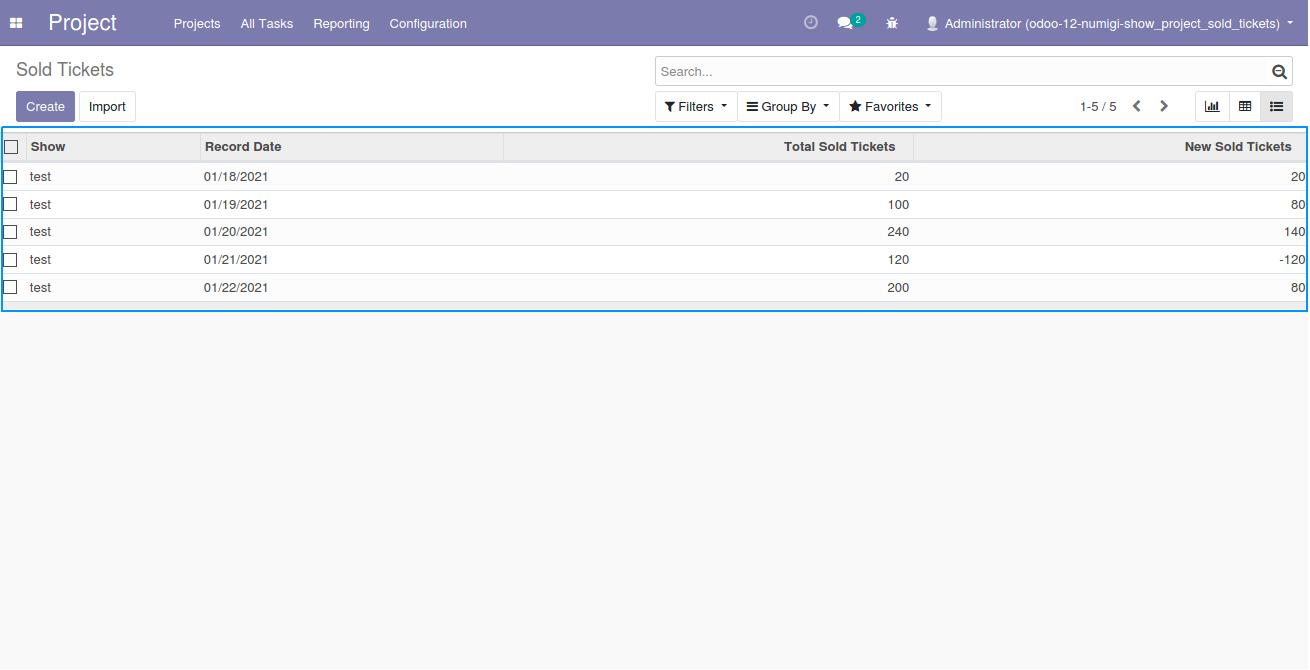 Project Projects All Tasks Reporting Configuration 2 Administrator (odoo-12-numigi-show_project_sold_tickets)
Sold Tickets Search...
Create Import Filters Group By Favorites 1-5 / 5
Show Record Date Total Sold Tickets New Sold Tickets
test 01/18/2021 20 20
test 01/19/2021 100 80
test 01/20/2021 240 140
test 01/21/2021 120 -120
test 01/22/2021 200 80